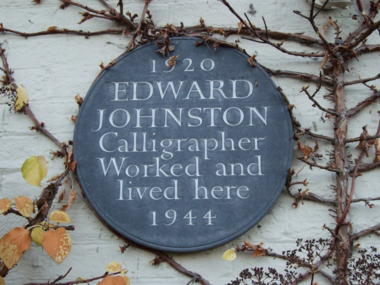 1920
EDWARD
JOHNSTON
Calligrapher
Worked and
lived here
1944